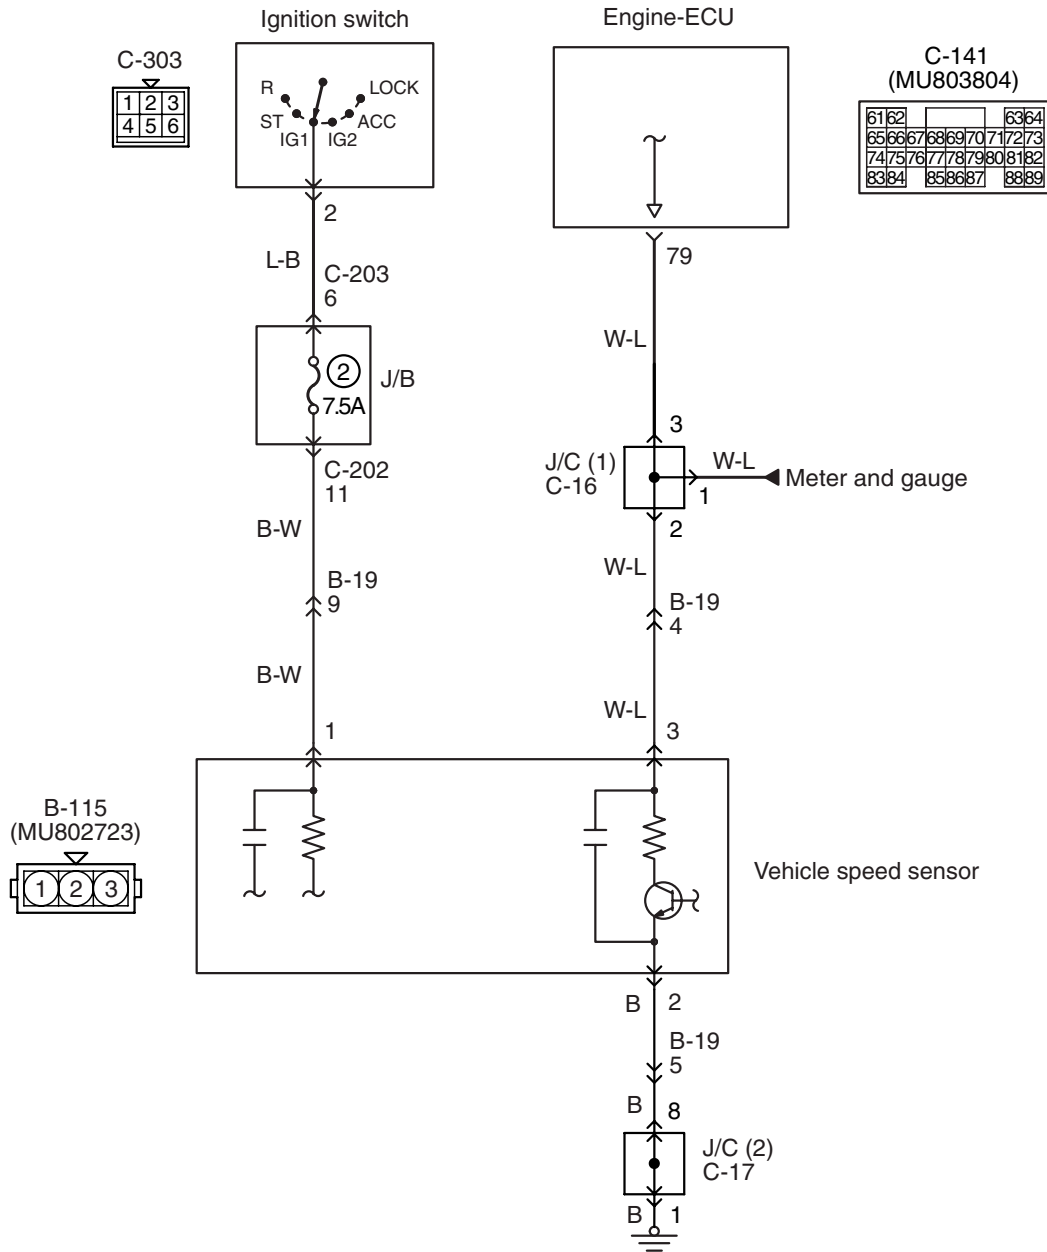 Ignition switch
Engine-ECU
C-303
1 2 3
4 5 6
R
LOCK
ST
ACC
IG1
IG2
C-141
(MU803804)
61 62 63 64
65 66 67 68 69 70 71 72 73
74 75 76 77 78 79 80 81 82
83 84 85 86 87 88 89
2
79
L-B
C-203
6
W-L
2
7.5A
J/B
3
J/C (1)
C-16
W-L
Meter and gauge
1
C-202
11
2
B-W
W-L
B-19
9
B-19
4
B-W
W-L
1
3
B-115
(MU802723)
1 2 3
Vehicle speed sensor
B
2
B-19
5
B
8
J/C (2)
C-17
B
1